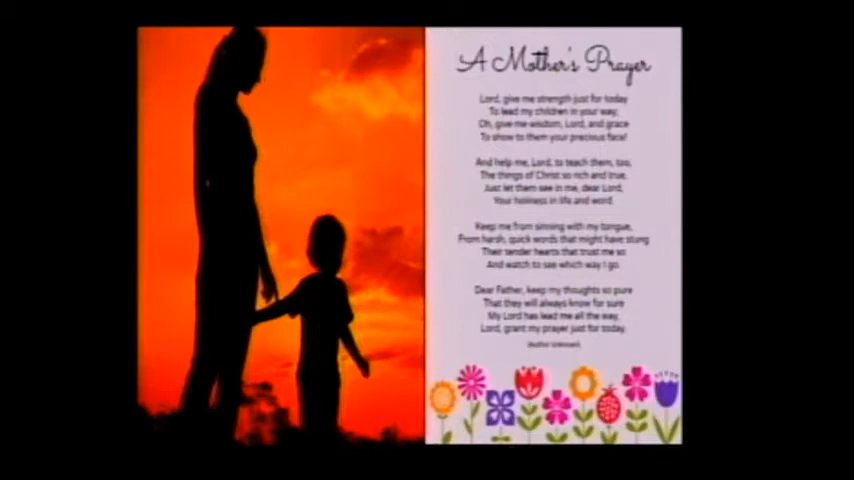 A Mother's Prayer
Lord, give me strength just for today
To lead my children in your way;
Oh, give me wisdom, Lord, and grace
To show to them your precious face!
And help me, Lord, to teach them, too,
The things of Christ so rich and true,
Just let them see in me, dear Lord,
Your holiness in life and word.
Keep me from sinning with my tongue,
From harsh, quick words that might have stung
Their tender hearts that trust me so
And watch to see which way I go.
Dear Father, keep my thoughts so pure
That they will always know for sure
My Lord has lead me all the way,
Lord, grant my prayer just for today.
(Author Unknown)